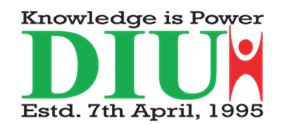 Knowledge is Power
DIU
Estd. 7th April, 1995